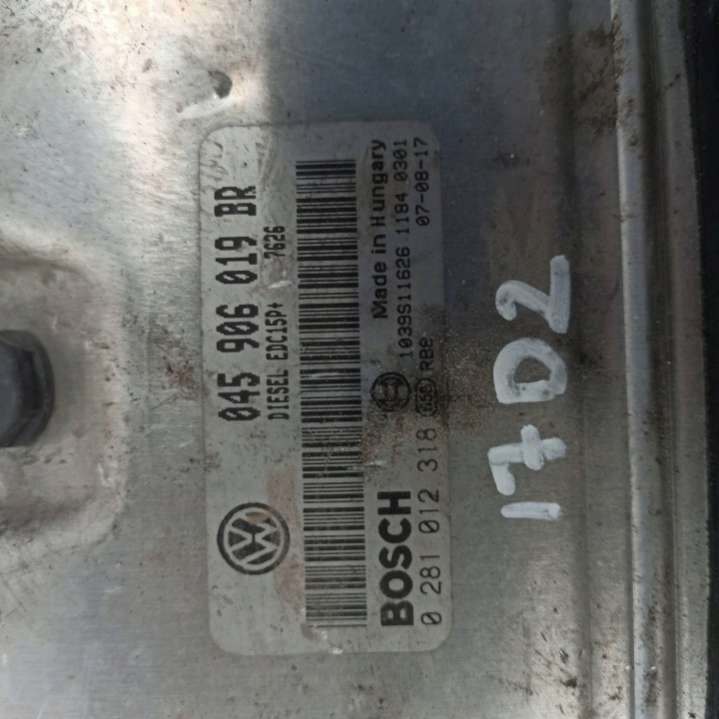 045 906 019 BR
DIESEL EDC15P+ 7626
BOSCH
Made in Hungary
1039S11626 1184 0301
0 281 012 318
RB8
07-08-17
17D2